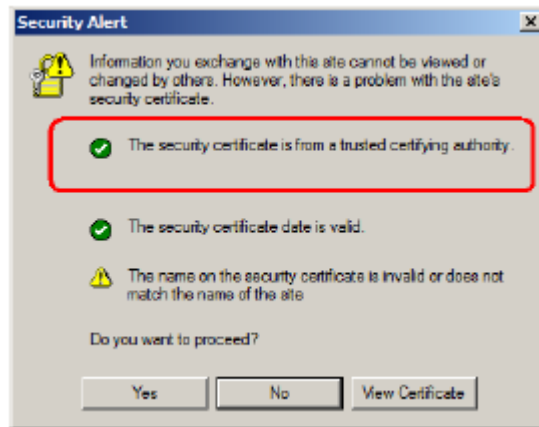 Security Alert
Information you exchange with this site cannot be viewed or
changed by others. However, there is a problem with the site's
security certificate.
The security certificate is from a trusted certifying authority.
The security certificate date is valid.
The name on the security certificate is invalid or does not
match the name of the site
Do you want to proceed?
Yes
No
View Certificate